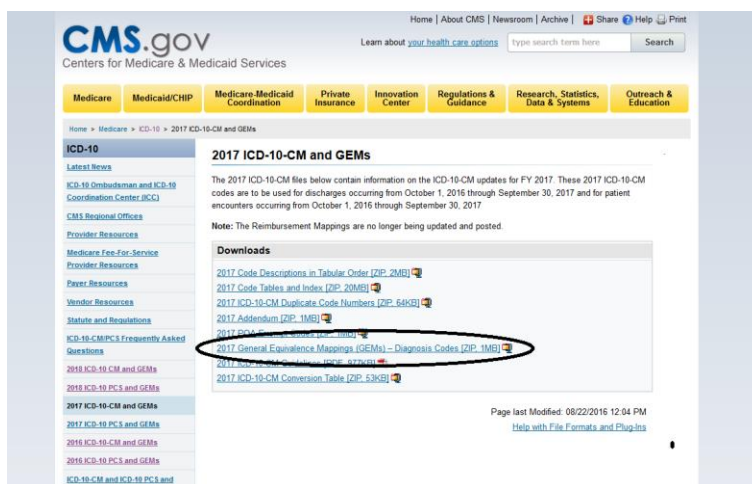 Home | About CMS | Newsroom | Archive | Share Help Print
CMS.gov
Learn about your health care options type search term here Search
Centers for Medicare & Medicaid Services
Medicare Medicaid/CHIP Medicare-Medicaid Coordination Private Insurance Innovation Center Regulations & Guidance Research, Statistics, Data & Systems Outreach & Education
Home > Medicare > ICD-10 > 2017 ICD-10-CM and GEMs
ICD-10
Latest News
ICD-10 Ombudsman and ICD-10
Coordination Center (ICC)
CMS Regional Offices
Provider Resources
Medicare Fee-For-Service
Provider Resources
Payer Resources
Vendor Resources
Statute and Regulations
ICD-10-CM/PCS Frequently Asked
Questions
2018 ICD-10 CM and GEMs
2018 ICD-10 PCS and GEMs
2017 ICD-10-CM and GEMs
2017 ICD-10 PCS and GEMs
2016 ICD-10-CM and GEMs
2016 ICD-10 PCS and GEMs
ICD-10-CM and ICD-10 PCS and
2017 ICD-10-CM and GEMs
The 2017 ICD-10-CM files below contain information on the ICD-10-CM updates for FY 2017. These 2017 ICD-10-CM
codes are to be used for discharges occurring from October 1, 2016 through September 30, 2017 and for patient
encounters occurring from October 1, 2016 through September 30, 2017
Note: The Reimbursement Mappings are no longer being updated and posted.
Downloads
2017 Code Descriptions in Tabular Order [ZIP, 2MB]
2017 Code Tables and Index [ZIP, 20MB]
2017 ICD-10-CM Duplicate Code Numbers [ZIP, 64KB]
2017 Addendum [ZIP, 1MB]
2017 POA Exempt Codes [ZIP, 1MB]
2017 General Equivalence Mappings (GEMs) – Diagnosis Codes [ZIP, 1MB]
2017 ICD-10-CM Guidelines [PDF, 977KB]
2017 ICD-10-CM Conversion Table [ZIP, 53KB]
Page last Modified: 08/22/2016 12:04 PM
Help with File Formats and Plug-Ins